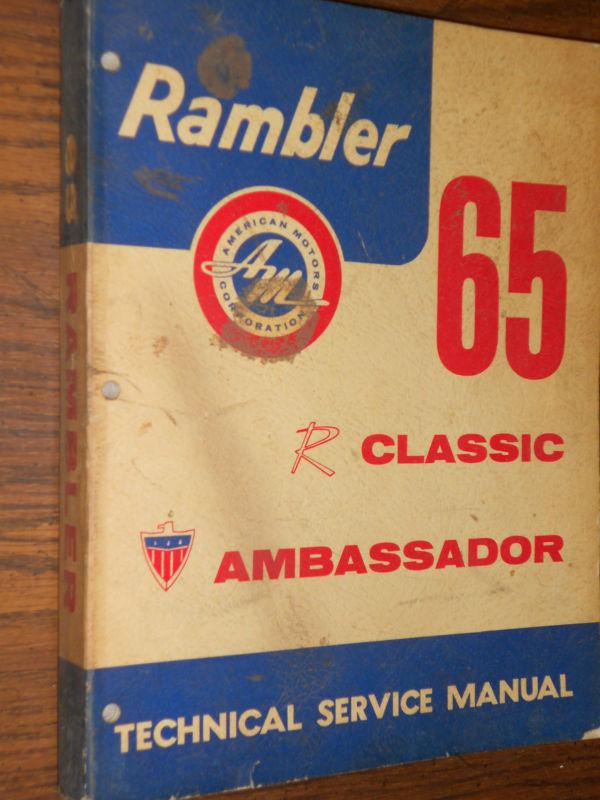 Rambler
65
AMERICAN MOTORS
AM
CORPORATION
R CLASSIC
AMBASSADOR
TECHNICAL SERVICE MANUAL
65 RAMBLER